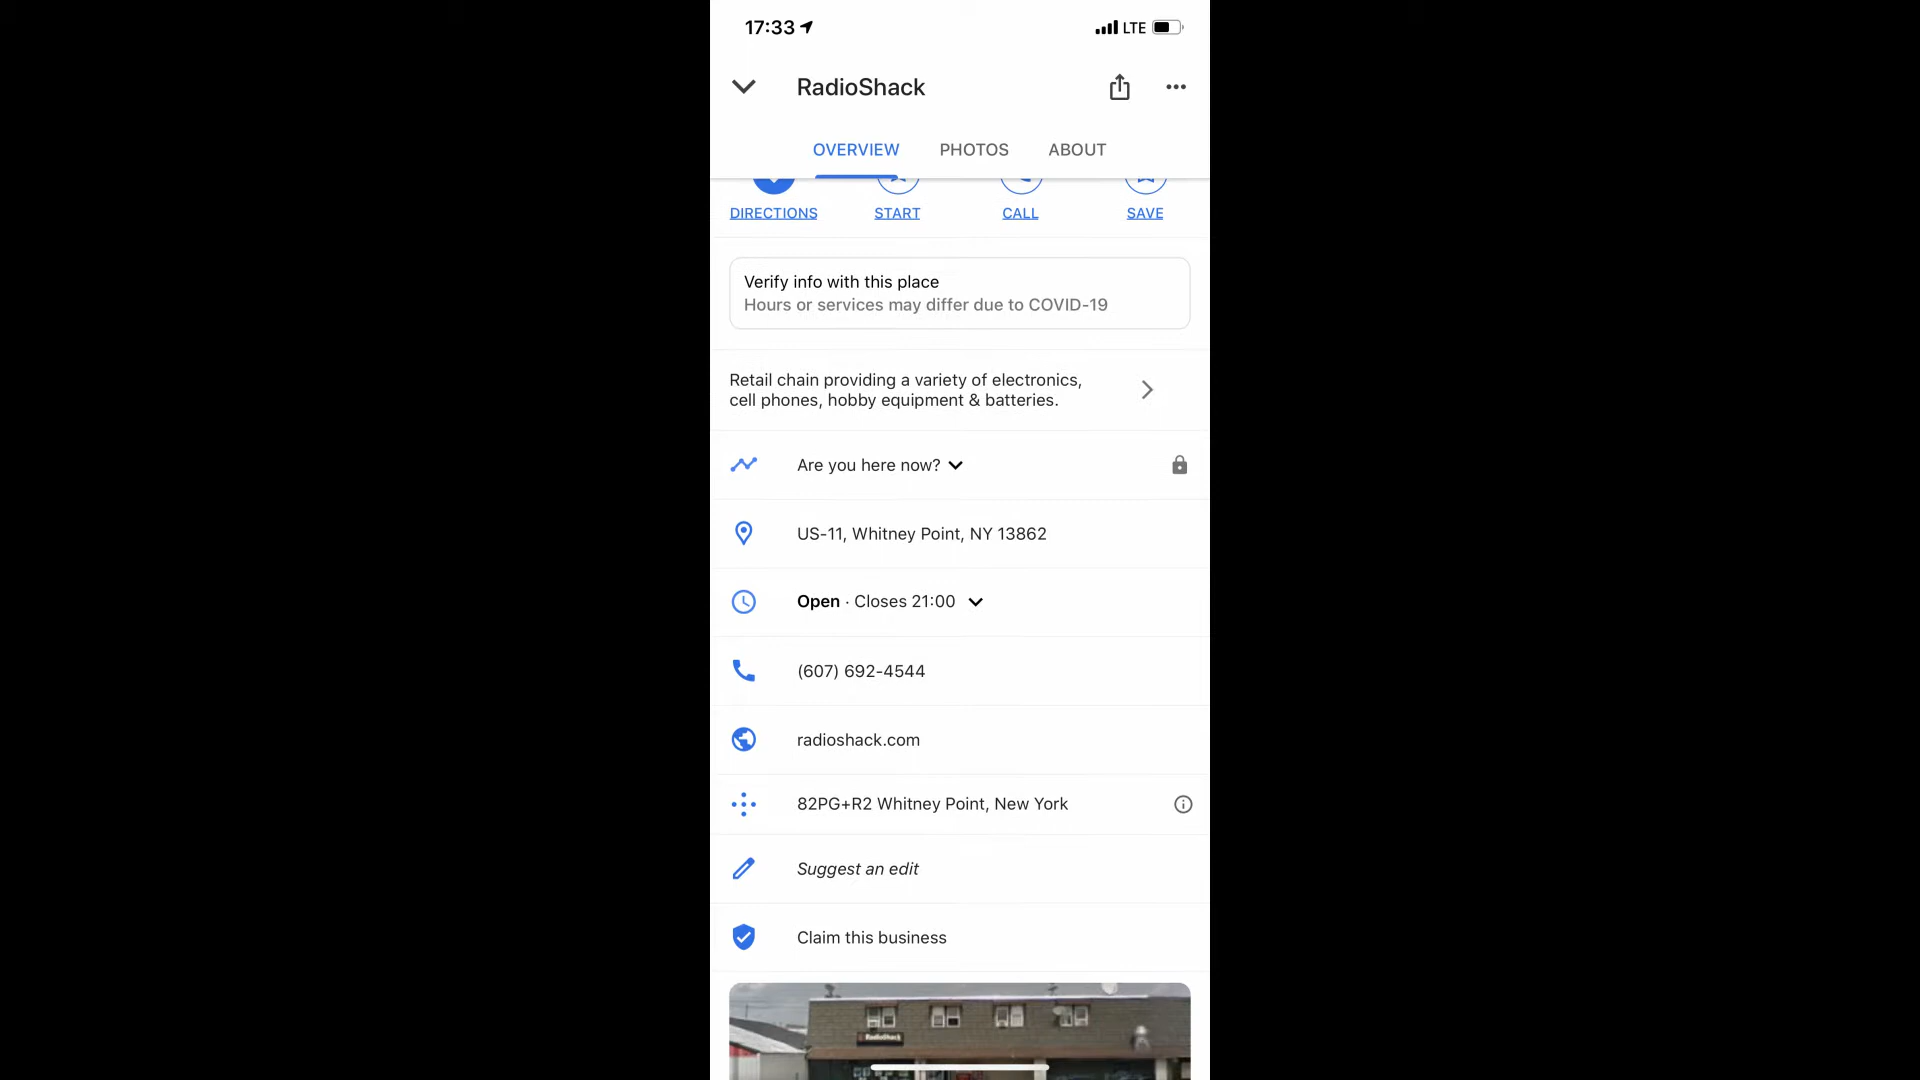 17:33
LTE
RadioShack
OVERVIEW
PHOTOS
ABOUT
DIRECTIONS
START
CALL
SAVE
Verify info with this place
Hours or services may differ due to COVID-19
Retail chain providing a variety of electronics,
cell phones, hobby equipment & batteries.
Are you here now?
US-11, Whitney Point, NY 13862
Open · Closes 21:00
(607) 692-4544
radioshack.com
82PG+R2 Whitney Point, New York
Suggest an edit
Claim this business
RadioShack